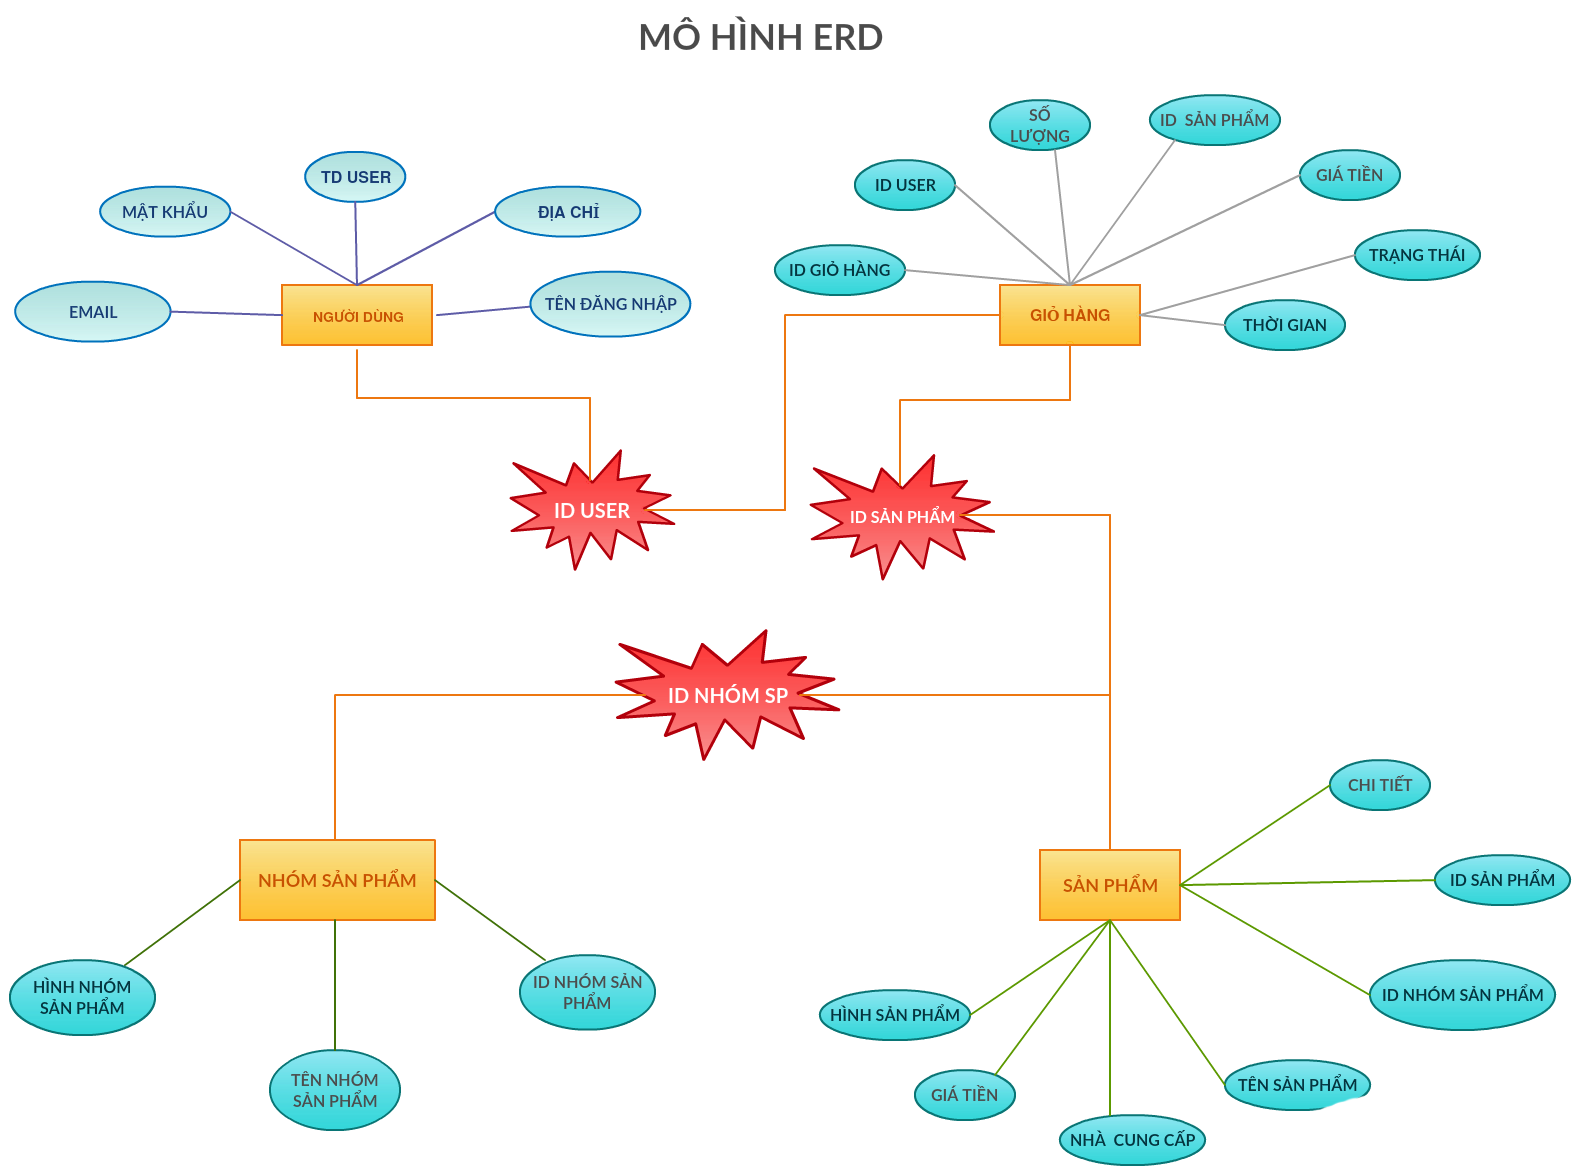 MÔ HÌNH ERD
SỐ
LƯỢNG
ID  SẢN PHẨM
TD USER
GIÁ TIỀN
ID USER
MẬT KHẨU
ĐỊA CHỈ
TRẠNG THÁI
ID GIỎ HÀNG
TÊN ĐĂNG NHẬP
EMAIL
NGƯỜI DÙNG
GIỎ HÀNG
THỜI GIAN
ID USER
ID SẢN PHẨM
ID NHÓM SP
CHI TIẾT
NHÓM SẢN PHẨM
SẢN PHẨM
ID SẢN PHẨM
HÌNH NHÓM
SẢN PHẨM
ID NHÓM SẢN
PHẨM
ID NHÓM SẢN PHẨM
HÌNH SẢN PHẨM
TÊN NHÓM
SẢN PHẨM
GIÁ TIỀN
TÊN SẢN PHẨM
NHÀ  CUNG CẤP